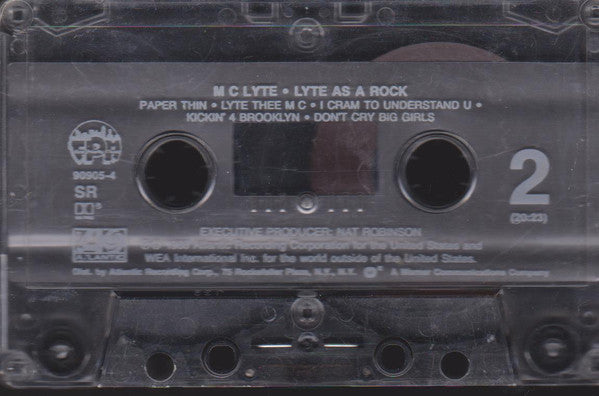 M C LYTE • LYTE AS A ROCK
PAPER THIN • LYTE THEE M C • I CRAM TO UNDERSTAND U •
KICKIN' 4 BROOKLYN • DON'T CRY BIG GIRLS
90905-4
SR
2
(20:23)
EXECUTIVE PRODUCER: NAT ROBINSON
Recording Corporation for the United States and
WEA International Inc. for the world outside of the United States.
ATLANTIC
Dist. by Atlantic Recording Corp., 75 Rockefeller Plaza, N.Y., N.Y. ℗® A Warner Communications Company